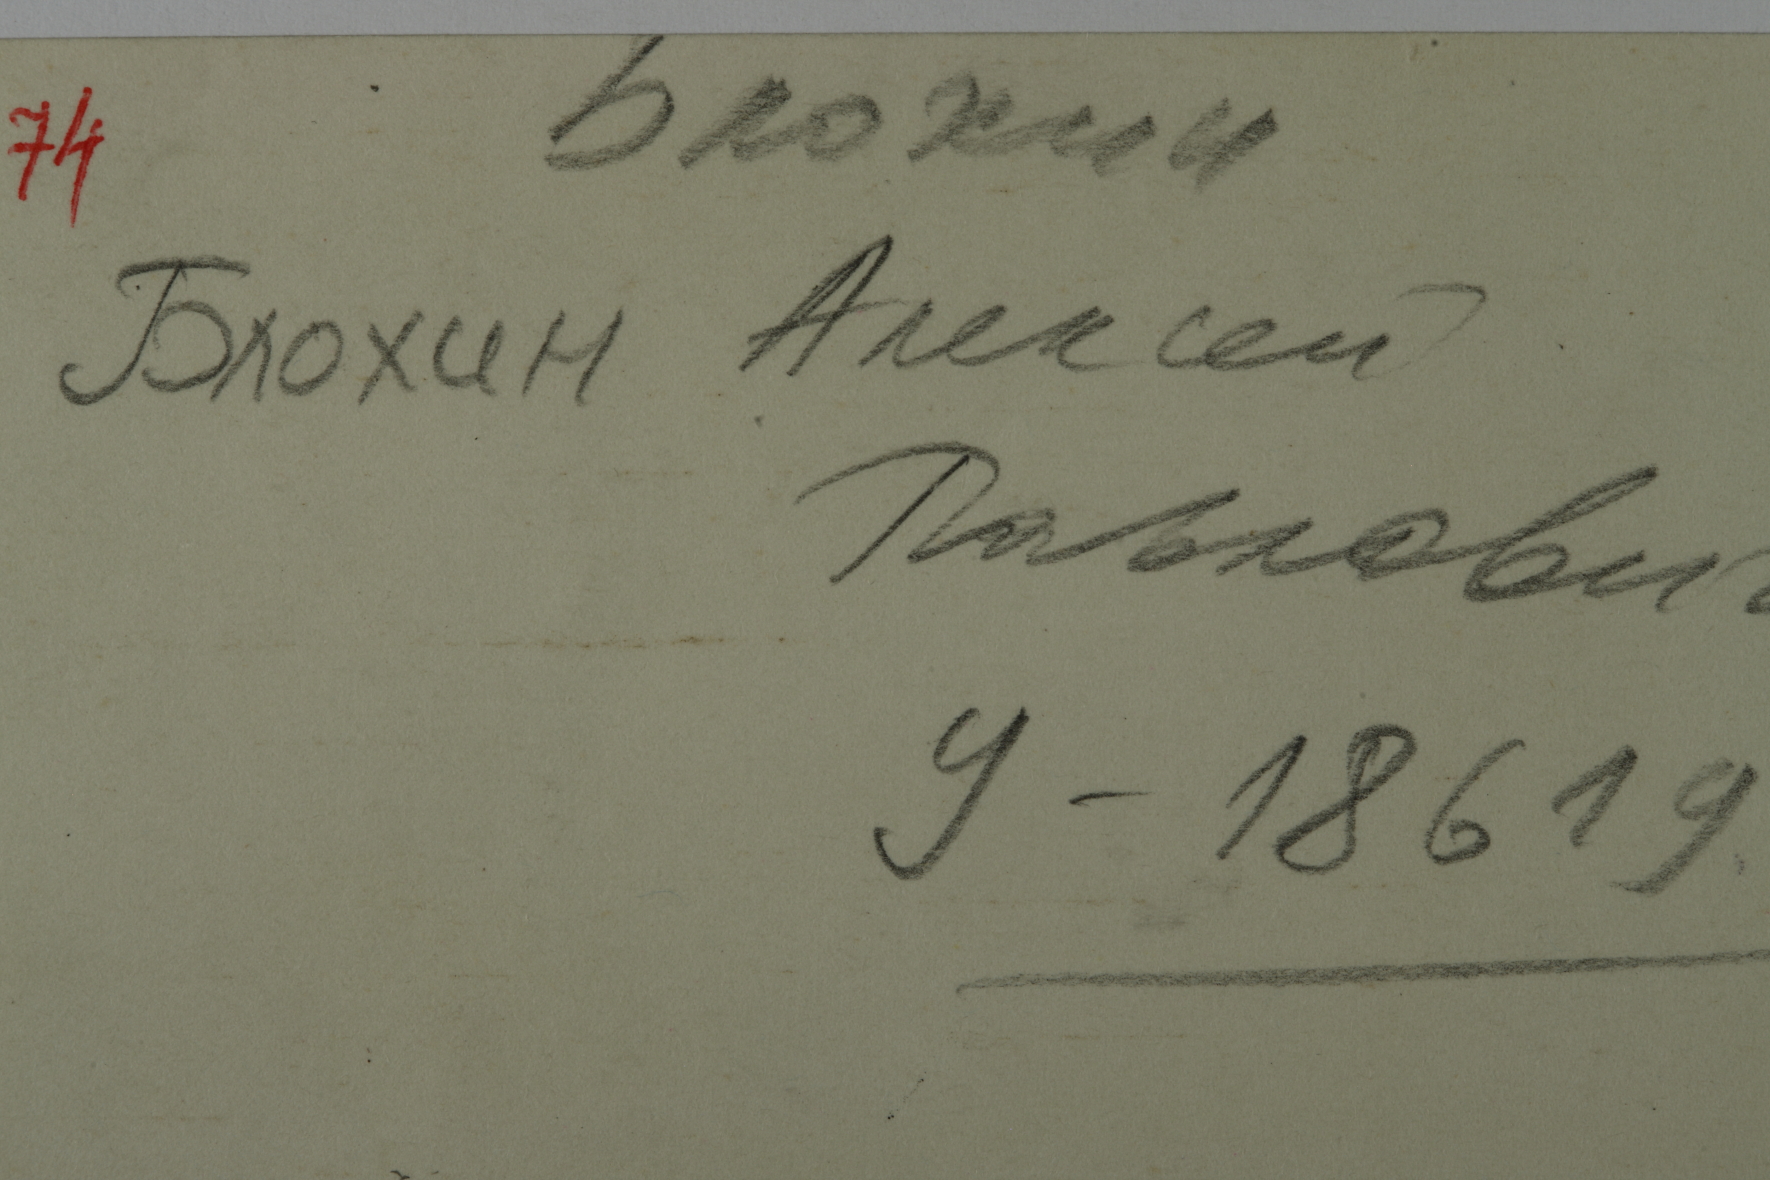 74
Блохин
Блохин Алексей
Павлович
У - 18619.